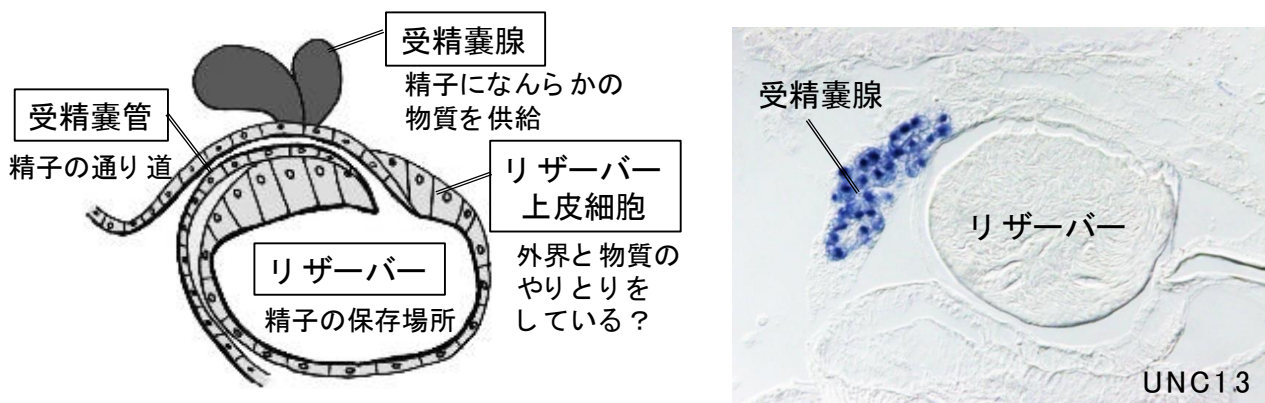 受精嚢腺
精子になんらかの
物質を供給
受精嚢管
精子の通り道
リザーバー
上皮細胞
外界と物質の
やりとりを
している？
リザーバー
精子の保存場所
受精嚢腺
リザーバー
UNC13